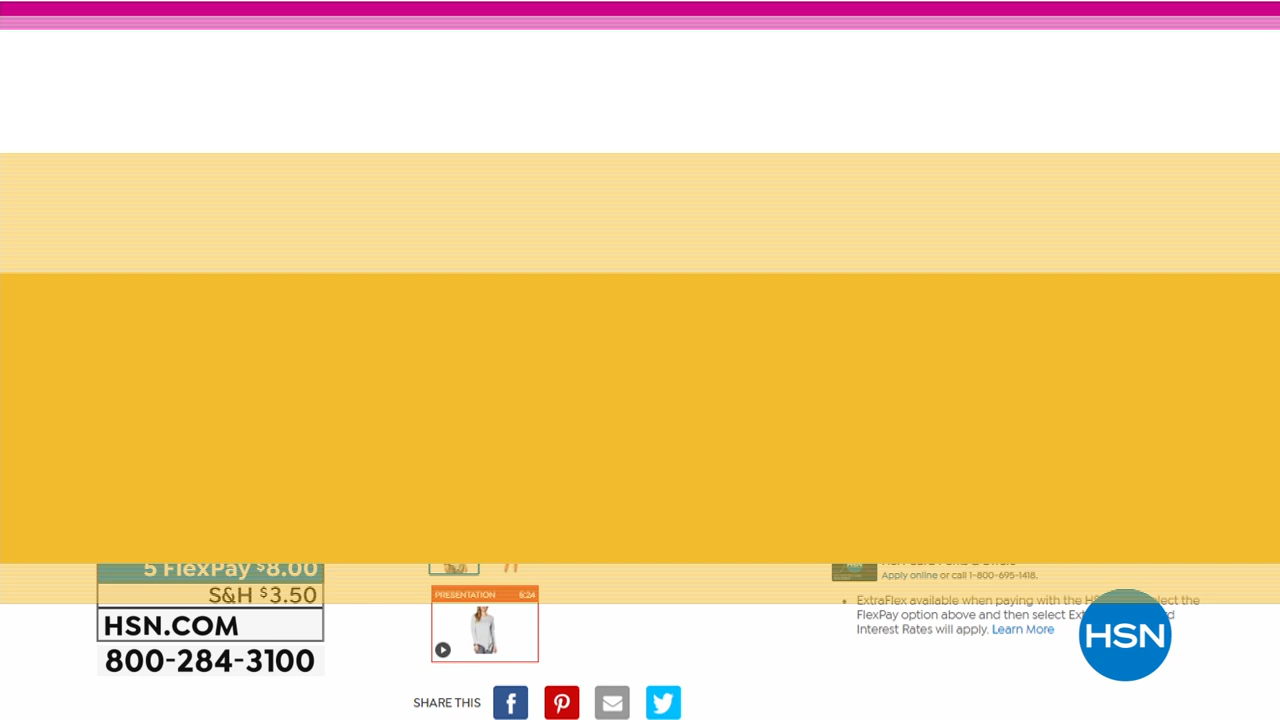 5 FlexPay $8.00
S&H $3.50
HSN.COM
800-284-3100
PRESENTATION 5:24
SHARE THIS
Apply online or call 1-800-695-1418.
ExtraFlex available when paying with the
FlexPay option above and then select
Interest Rates will apply. Learn More
HSN